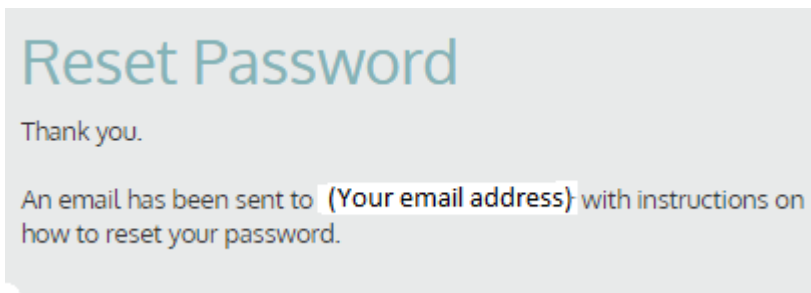 Reset Password
Thank you.
An email has been sent to (Your email address) with instructions on
how to reset your password.